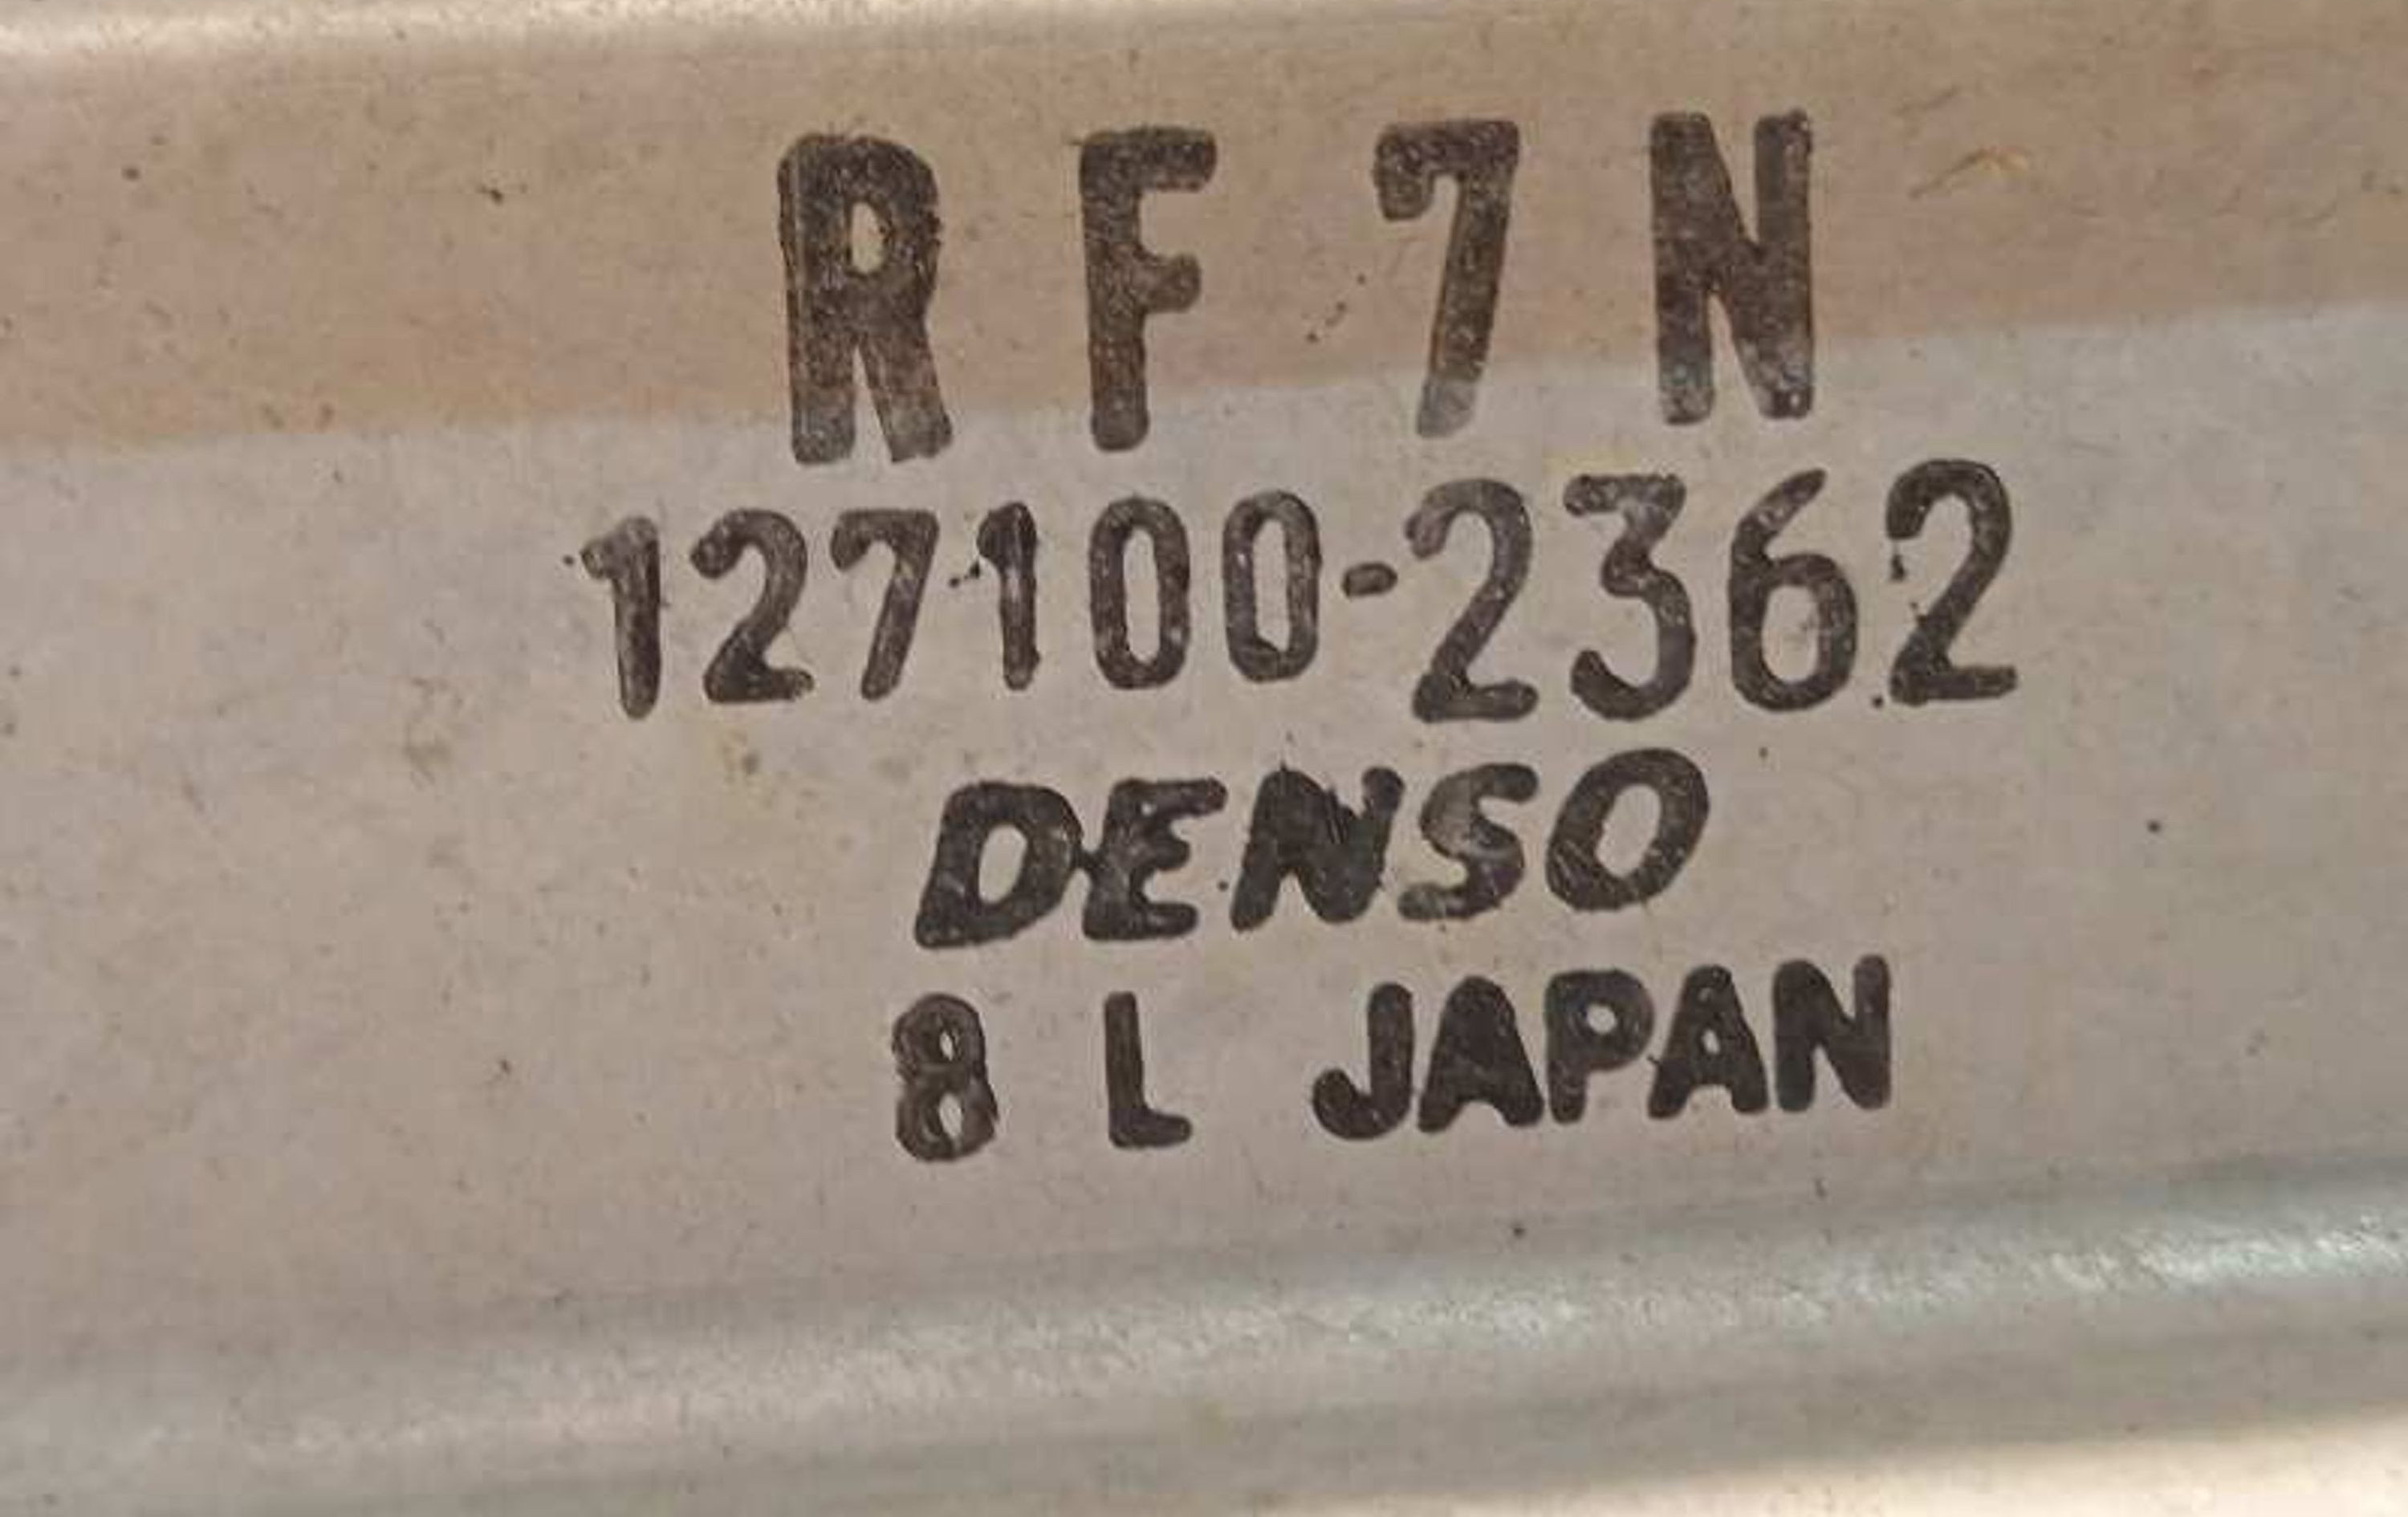 RF7N
127100-2362
DENSO
8 L JAPAN